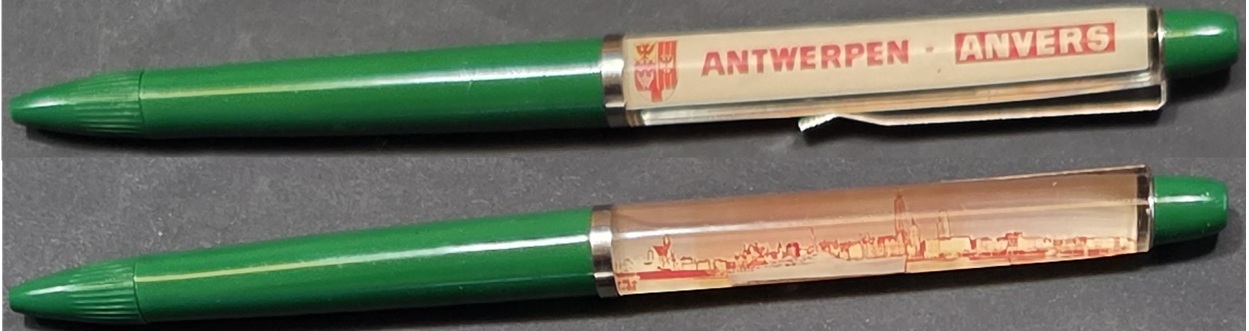 ANTWERPEN · ANVERS